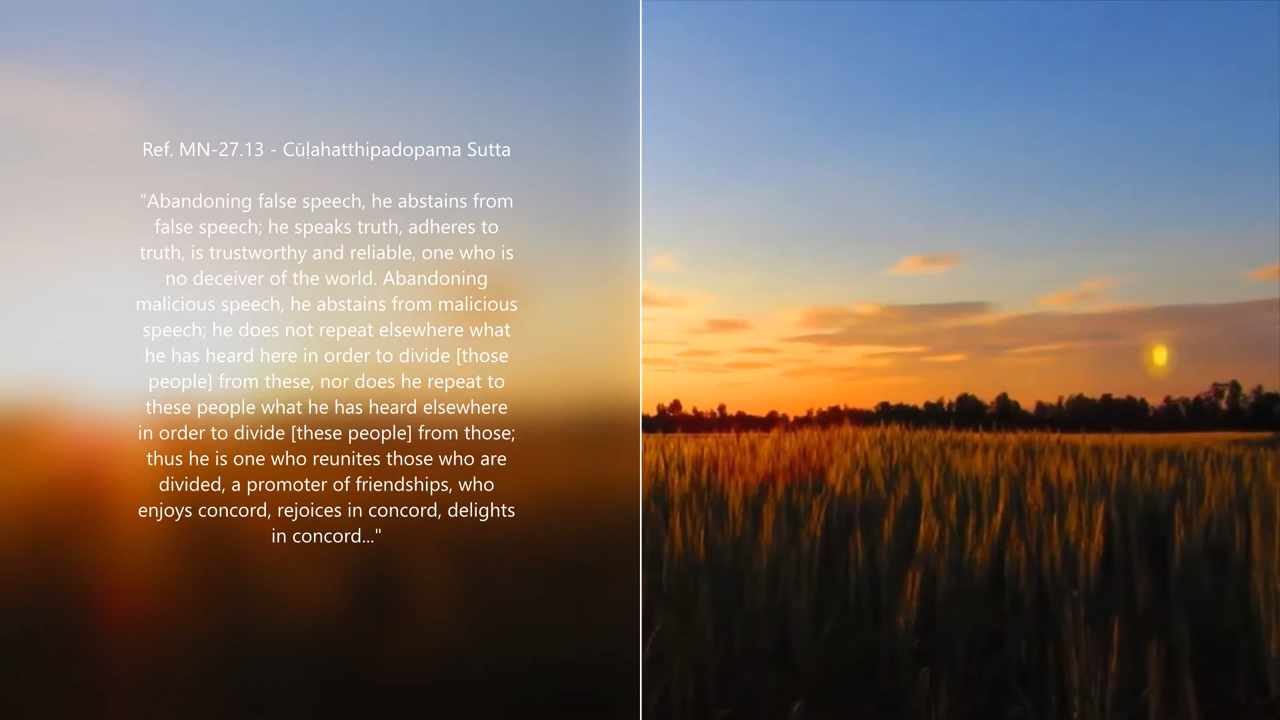 Ref. MN-27.13 - Cūḷahatthipadopama Sutta
"Abandoning false speech, he abstains from
false speech; he speaks truth, adheres to
truth, is trustworthy and reliable, one who is
no deceiver of the world. Abandoning
malicious speech, he abstains from malicious
speech; he does not repeat elsewhere what
he has heard here in order to divide [those
people] from these, nor does he repeat to
these people what he has heard elsewhere
in order to divide [these people] from those;
thus he is one who reunites those who are
divided, a promoter of friendships, who
enjoys concord, rejoices in concord, delights
in concord..."